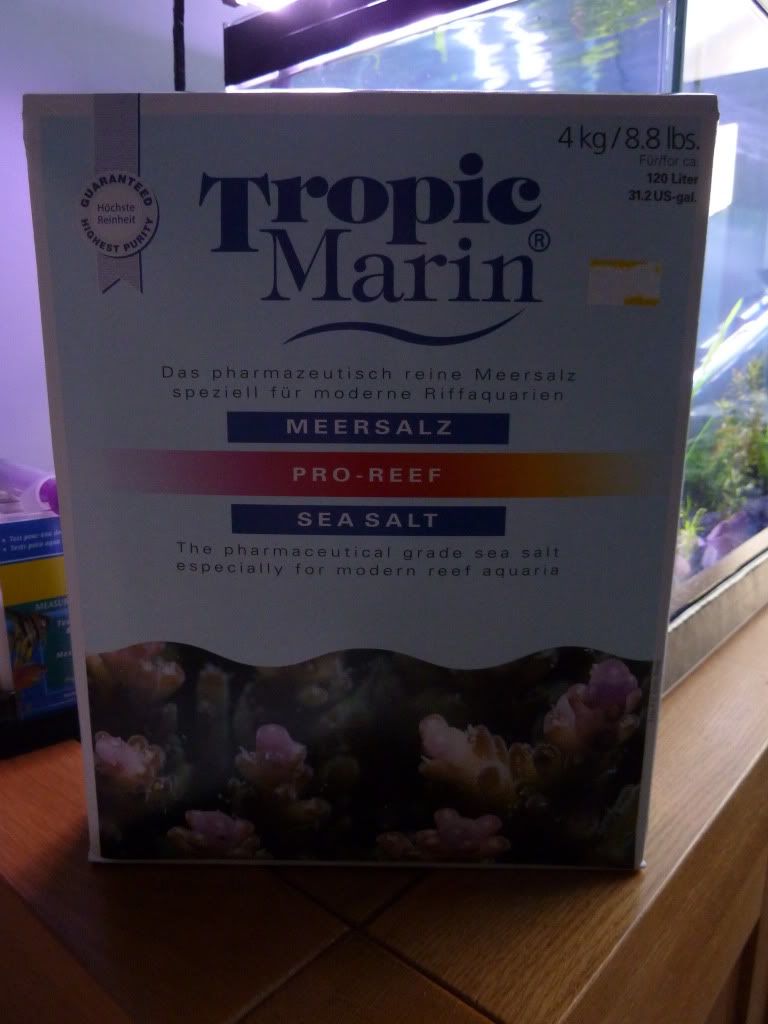 4 kg/8.8 lbs.
Für/for ca.
120 Liter
31.2 US-gal.
GUARANTEED
Höchste
Reinheit
HIGHEST PURITY
Tropic
Marin®
Das pharmazeutisch reine Meersalz
speziell für moderne Riffaquarien
MEERSALZ
PRO-REEF
SEA SALT
The pharmaceutical grade sea salt
especially for modern reef aquaria